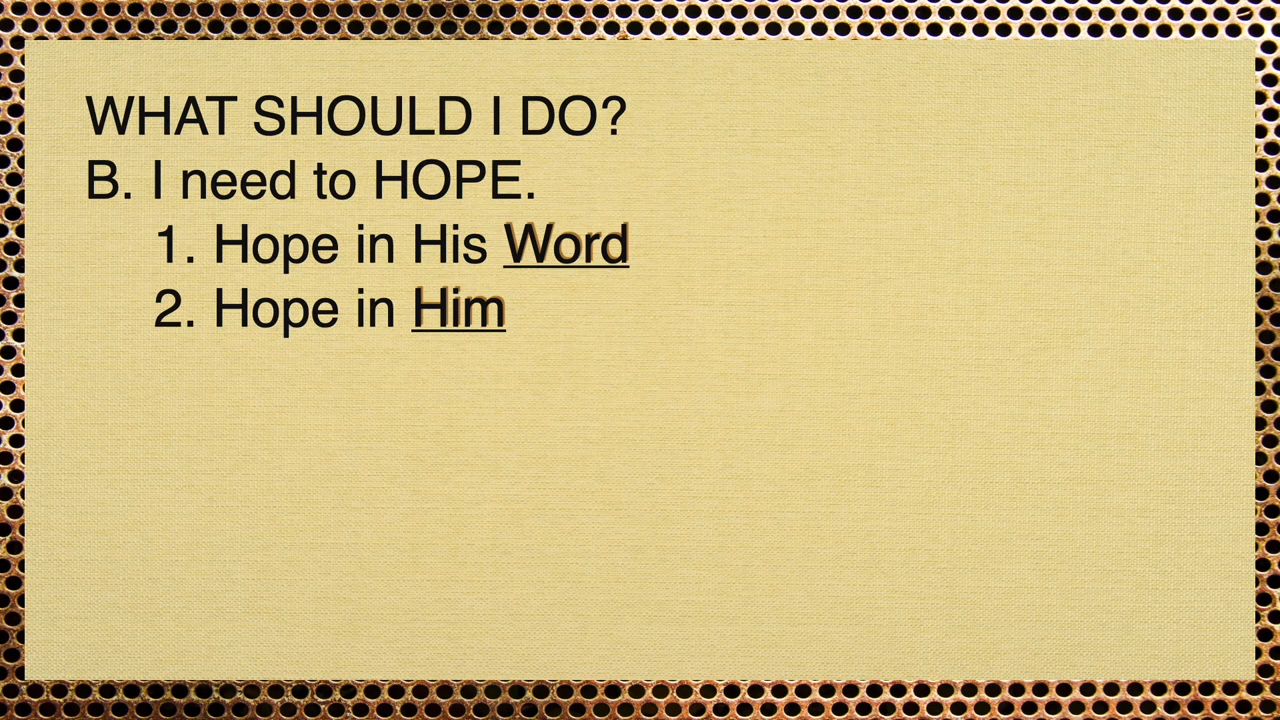 WHAT SHOULD I DO?
B. I need to HOPE.
1. Hope in His Word
2. Hope in Him